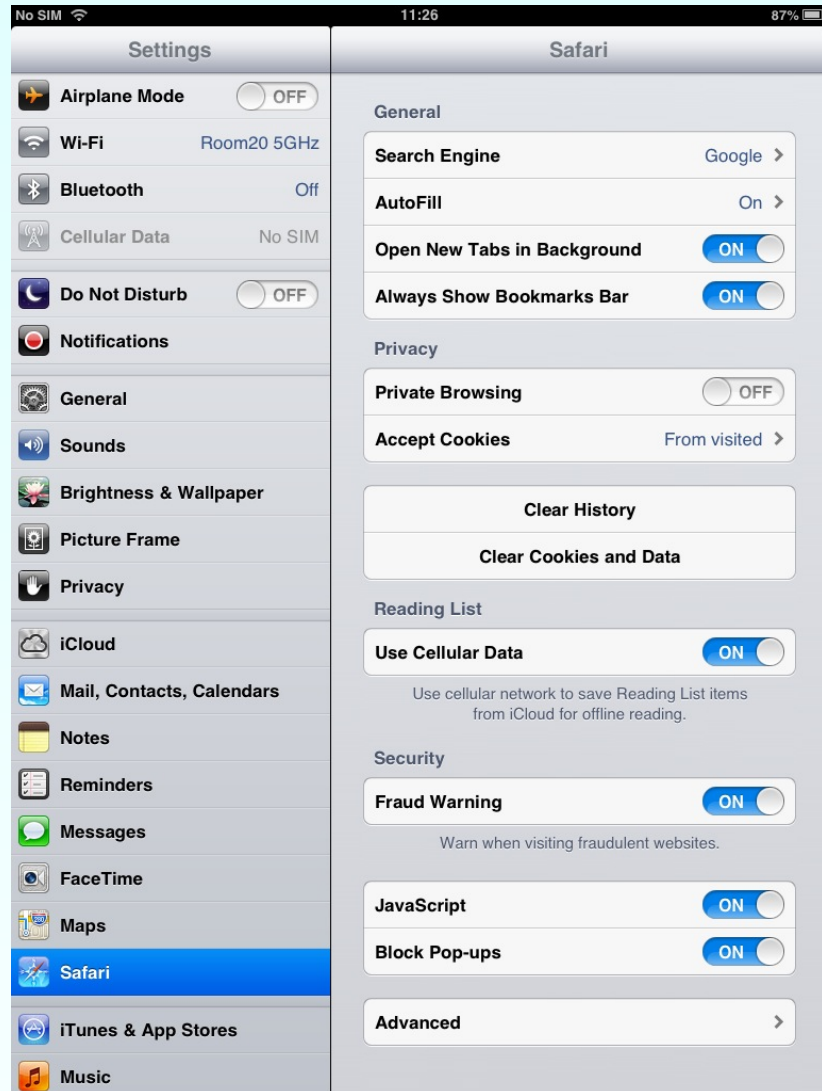 No SIM 11:26 87%
Settings
Airplane Mode OFF
Wi-Fi Room20 5GHz
Bluetooth Off
Cellular Data No SIM
Do Not Disturb OFF
Notifications
General
Sounds
Brightness & Wallpaper
Picture Frame
Privacy
iCloud
Mail, Contacts, Calendars
Notes
Reminders
Messages
FaceTime
Maps
Safari
iTunes & App Stores
Music
Safari
General
Search Engine Google
AutoFill On
Open New Tabs in Background ON
Always Show Bookmarks Bar ON
Privacy
Private Browsing OFF
Accept Cookies From visited
Clear History
Clear Cookies and Data
Reading List
Use Cellular Data ON
Use cellular network to save Reading List items
from iCloud for offline reading.
Security
Fraud Warning ON
Warn when visiting fraudulent websites.
JavaScript ON
Block Pop-ups ON
Advanced